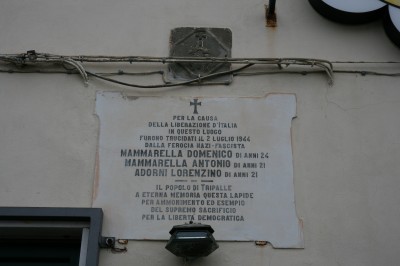 PER LA CAUSA
DELLA LIBERAZIONE D'ITALIA
IN QUESTO LUOGO
FURONO TRUCIDATI IL 2 LUGLIO 1944
DALLA FEROCIA NAZI-FASCISTA
MAMMARELLA DOMENICO DI ANNI 24
MAMMARELLA ANTONIO DI ANNI 21
ADORNI LORENZINO DI ANNI 21
IL POPOLO DI TRIPALLE
A ETERNA MEMORIA QUESTA LAPIDE
PER AMMONIMENTO ED ESEMPIO
DEL SUPREMO SACRIFICIO
PER LA LIBERTÀ DEMOCRATICA